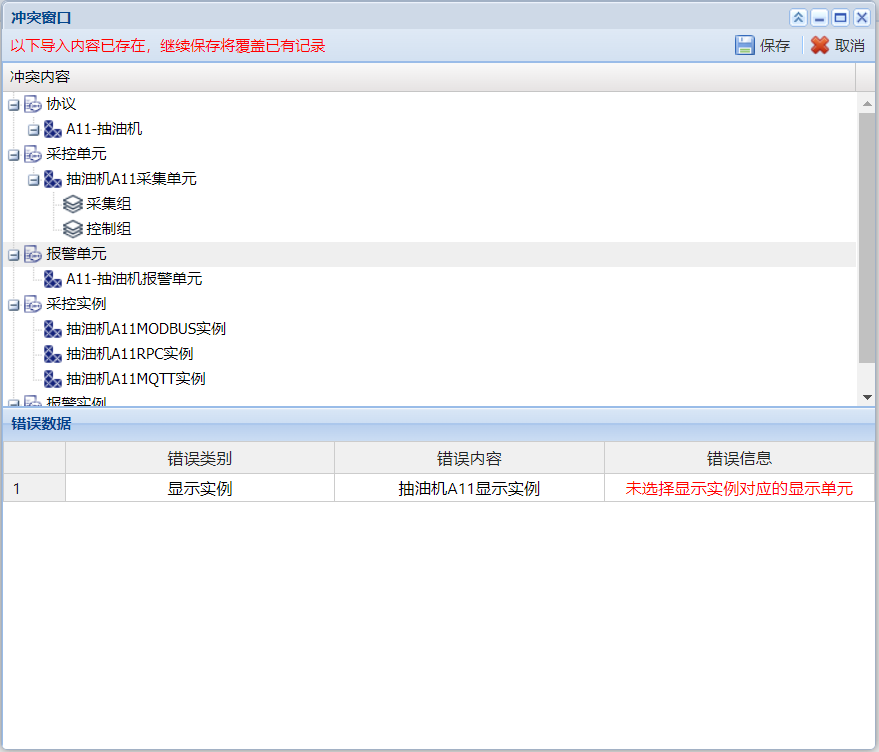 冲突窗口
以下导入内容已存在，继续保存将覆盖已有记录
保存
取消
冲突内容
协议
A11-抽油机
采控单元
抽油机A11采集单元
采集组
控制组
报警单元
A11-抽油机报警单元
采控实例
抽油机A11MODBUS实例
抽油机A11RPC实例
抽油机A11MQTT实例
报警实例
错误数据
错误类别 错误内容 错误信息
1 显示实例 抽油机A11显示实例 未选择显示实例对应的显示单元